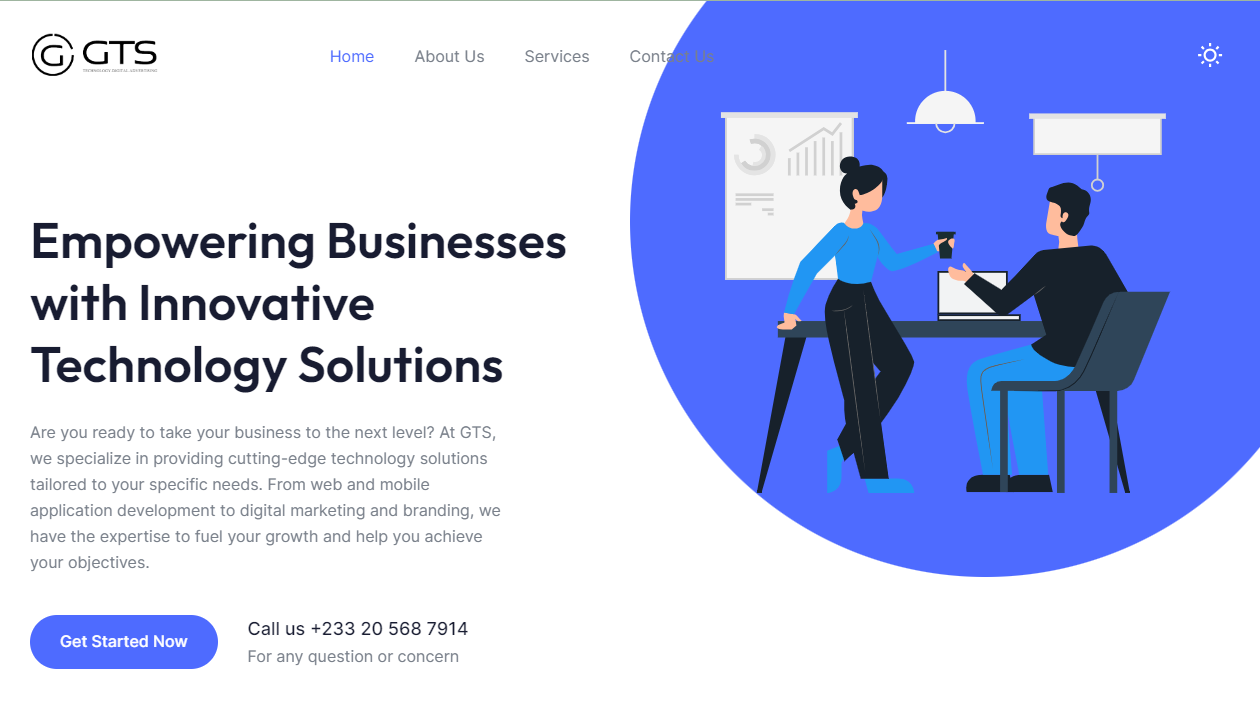 GTS
TECHNOLOGY, DIGITAL, ADVERTISING
Home
About Us
Services
Contact Us
Empowering Businesses
with Innovative
Technology Solutions
Are you ready to take your business to the next level? At GTS,
we specialize in providing cutting-edge technology solutions
tailored to your specific needs. From web and mobile
application development to digital marketing and branding, we
have the expertise to fuel your growth and help you achieve
your objectives.
Get Started Now
Call us +233 20 568 7914
For any question or concern